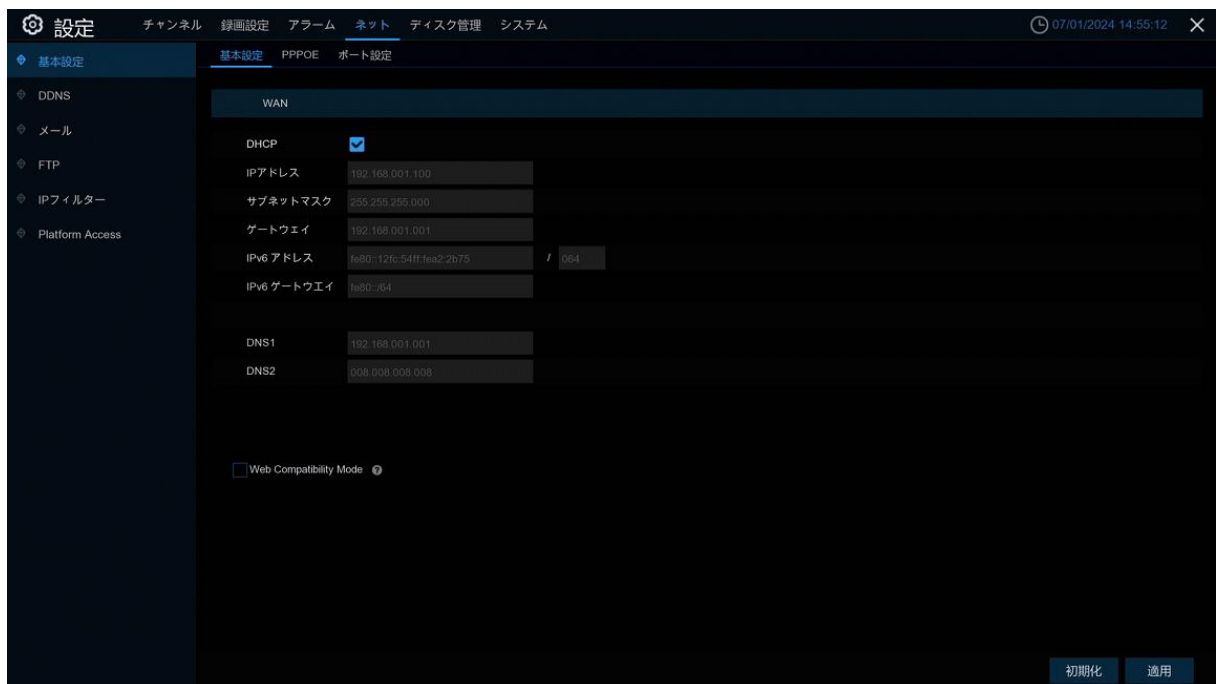 設定 チャンネル 録画設定 アラーム ネット ディスク管理 システム 07/01/2024 14:55:12
基本設定 PPPOE ポート設定
基本設定
DDNS
メール
FTP
IPフィルター
Platform Access
WAN
DHCP
IPアドレス 192.168.001.100
サブネットマスク 255.255.255.000
ゲートウェイ 192.168.001.001
IPv6 アドレス fe80::12fc:54ff:fea2:2b75 / 064
IPv6 ゲートウエイ fe80::/64
DNS1 192.168.001.001
DNS2 008.008.008.008
Web Compatibility Mode
初期化 適用